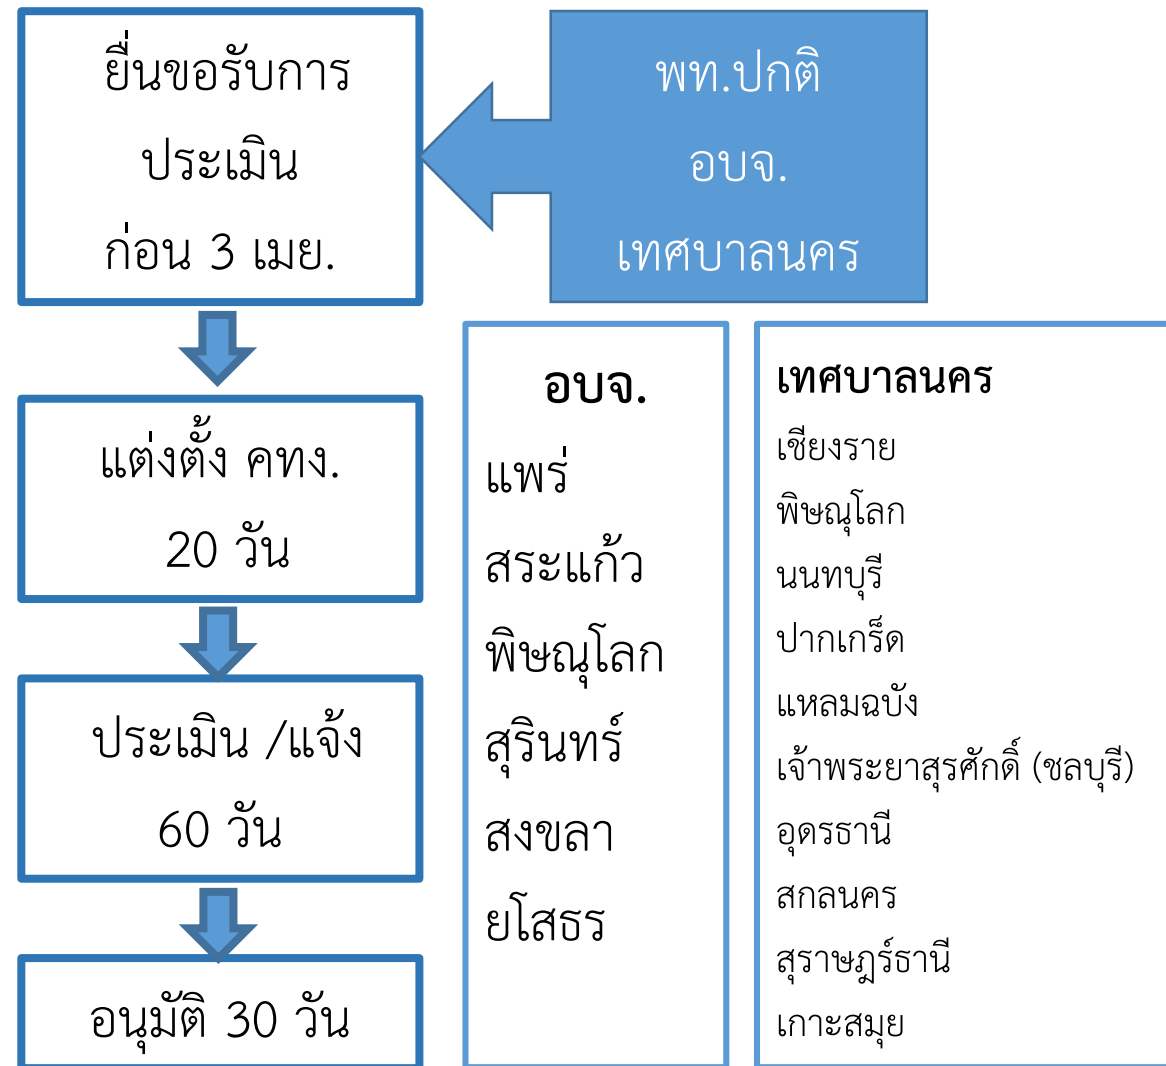 ยื่นขอรับการ
ประเมิน
ก่อน 3 เมย.
พท.ปกติ
อบจ.
เทศบาลนคร
แต่งตั้ง คทง.
20 วัน
ประเมิน /แจ้ง
60 วัน
อนุมัติ 30 วัน
อบจ.
แพร่
สระแก้ว
พิษณุโลก
สุรินทร์
สงขลา
ยโสธร
เทศบาลนคร
เชียงราย
พิษณุโลก
นนทบุรี
ปากเกร็ด
แหลมฉบัง
เจ้าพระยาสุรศักดิ์ (ชลบุรี)
อุดรธานี
สกลนคร
สุราษฎร์ธานี
เกาะสมุย